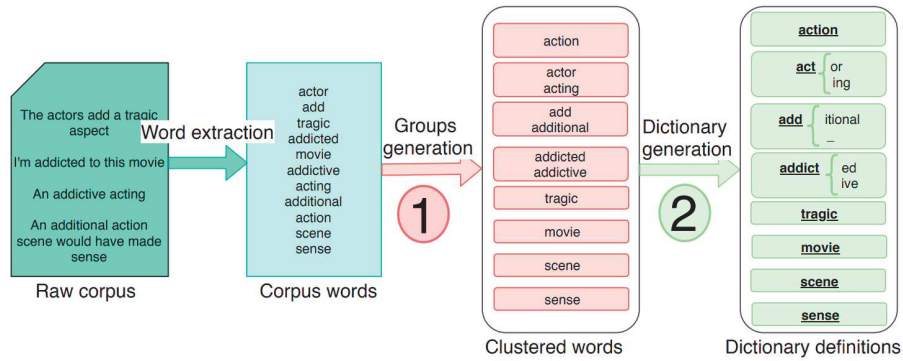 The actors add a tragic
aspect
I'm addicted to this movie
An addictive acting
An additional action
scene would have made
sense
Raw corpus
Word extraction
actor
add
tragic
addicted
movie
addictive
acting
additional
action
scene
sense
Corpus words
Groups
generation
1
action
actor
acting
add
additional
addicted
addictive
tragic
movie
scene
sense
Clustered words
Dictionary
generation
2
action
act { or
ing
add { itional
_
addict { ed
ive
tragic
movie
scene
sense
Dictionary definitions